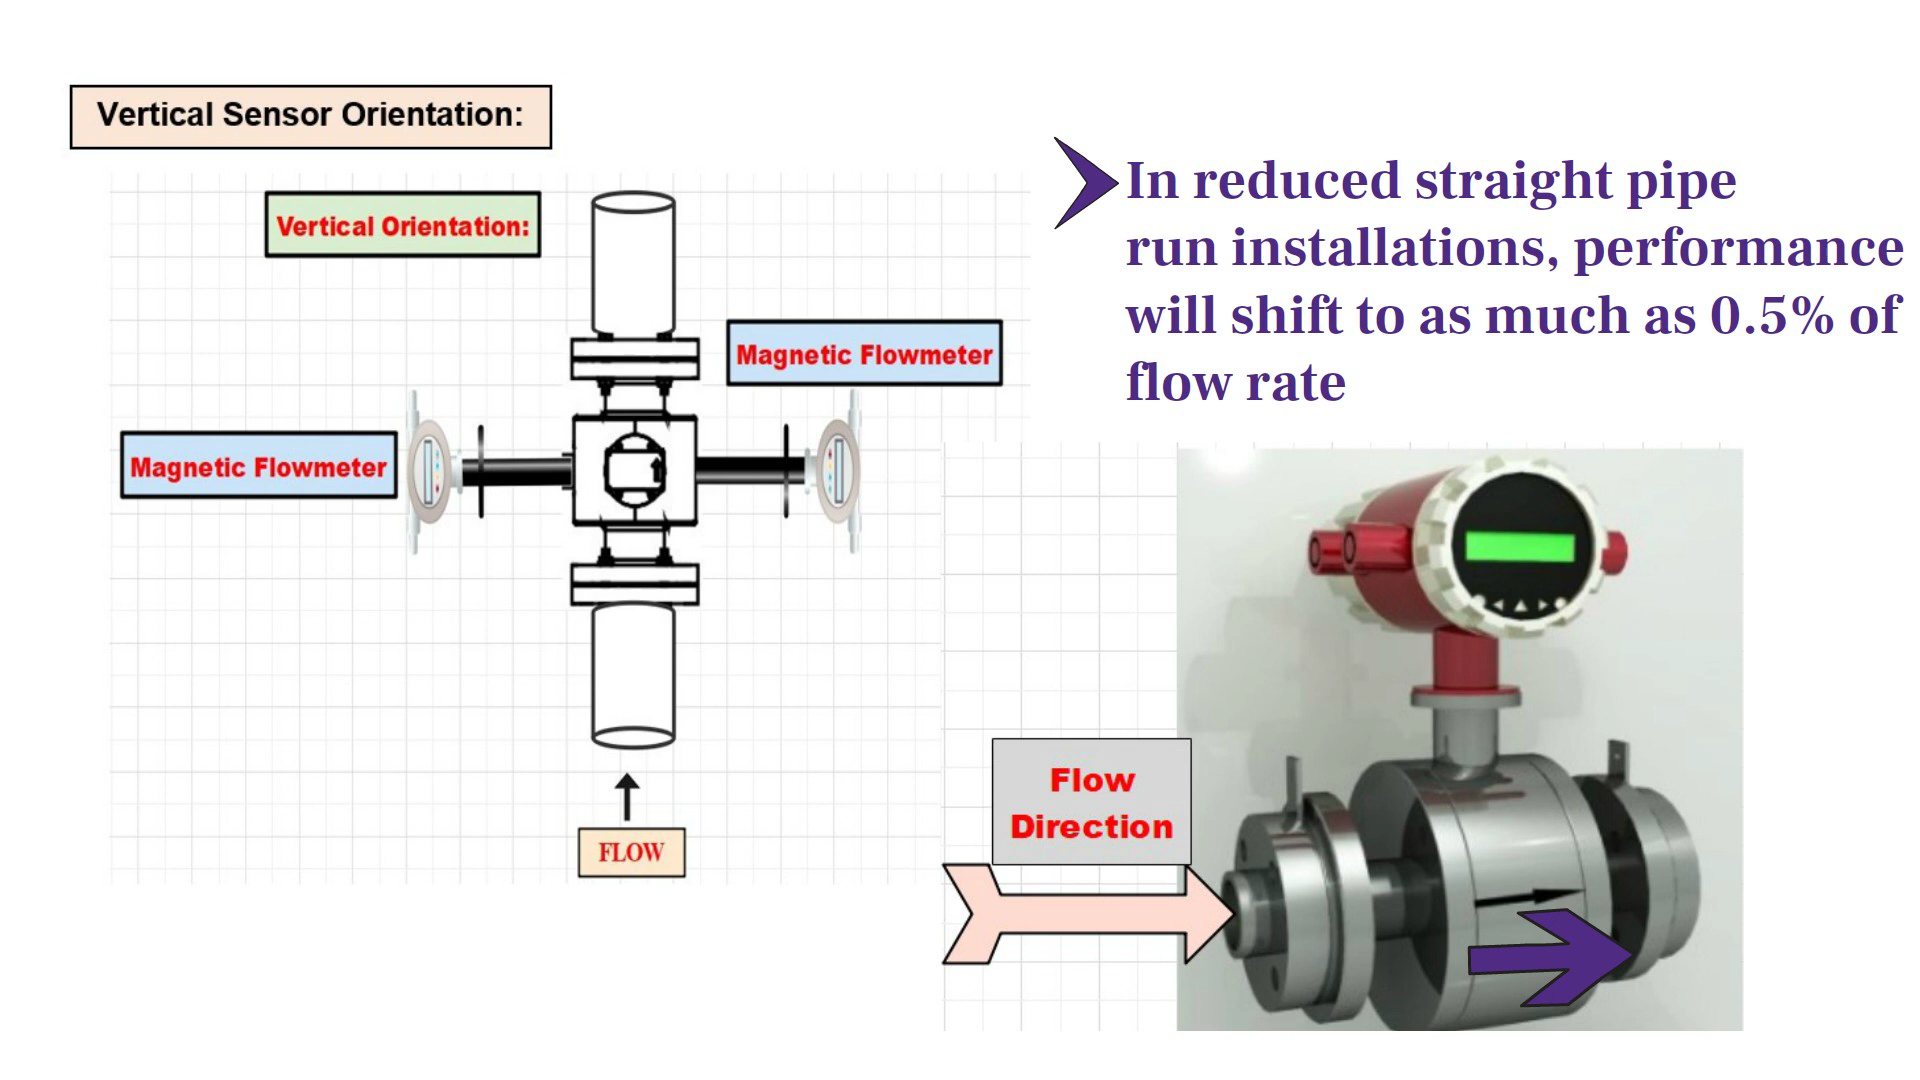 Vertical Sensor Orientation:
Vertical Orientation:
Magnetic Flowmeter
Magnetic Flowmeter
FLOW
In reduced straight pipe
run installations, performance
will shift to as much as 0.5% of
flow rate
Flow
Direction